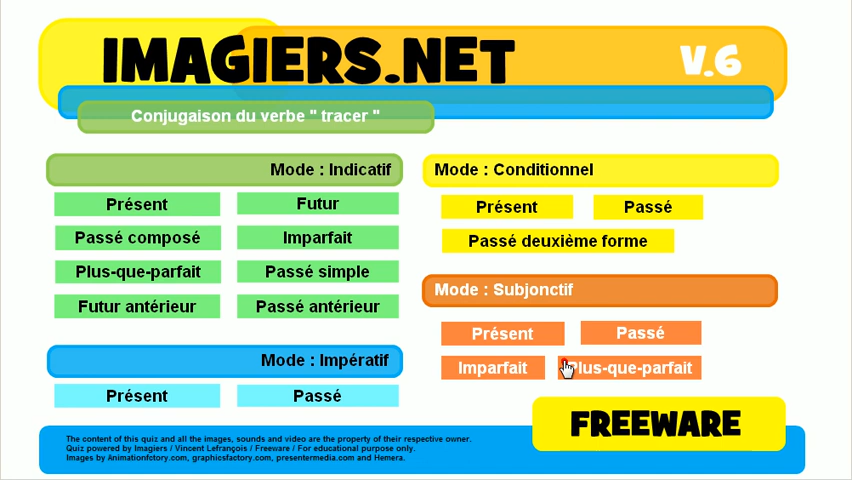 IMAGIERS.NET
V.6
Conjugaison du verbe " tracer "
Mode : Indicatif
Présent
Futur
Passé composé
Imparfait
Plus-que-parfait
Passé simple
Futur antérieur
Passé antérieur
Mode : Impératif
Présent
Passé
Mode : Conditionnel
Présent
Passé
Passé deuxième forme
Mode : Subjonctif
Présent
Passé
Imparfait
Plus-que-parfait
FREEWARE
The content of this quiz and all the images, sounds and video are the property of their respective owner.
Quiz powered by Imagiers / Vincent Lefrançois / Freeware / For educational purpose only.
Images by Animationfctory.com, graphicsfactory.com, presentermedia.com and Hemera.